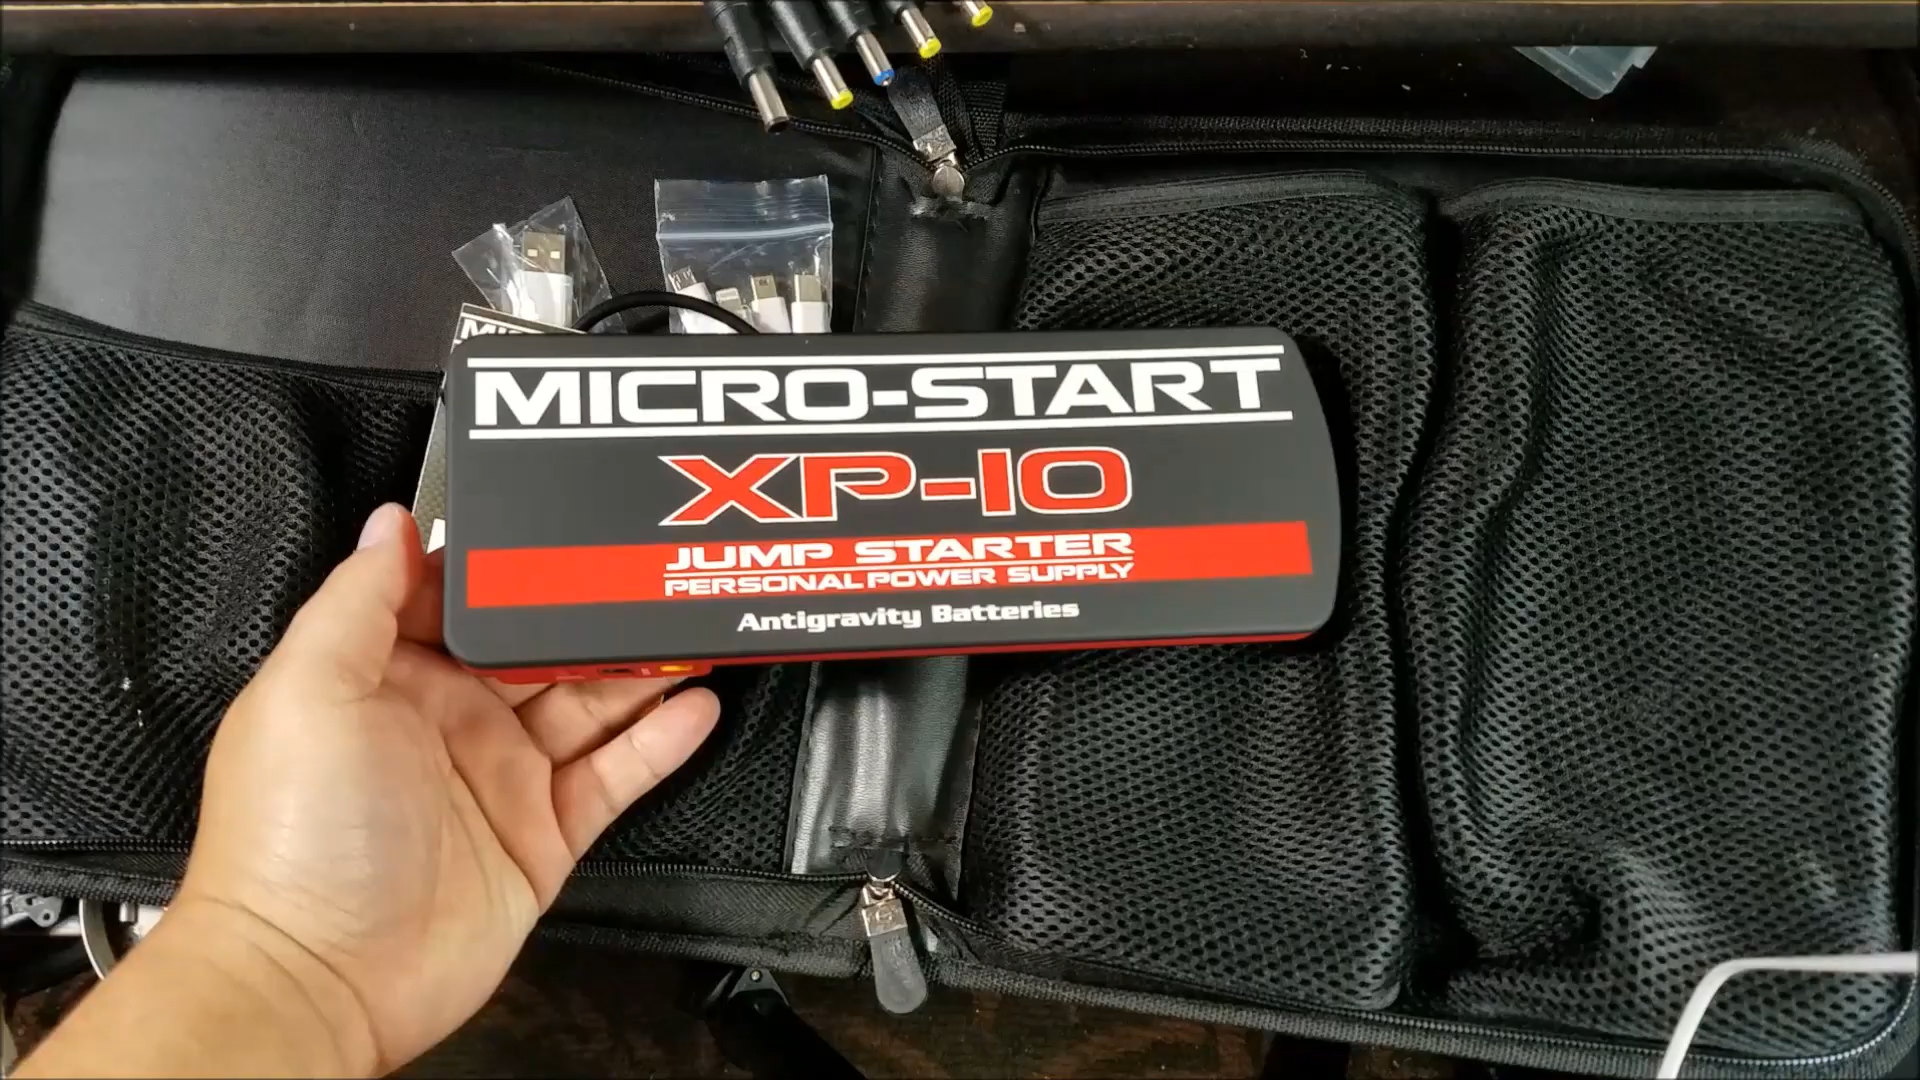 MICRO-START
XP-10
JUMP STARTER
PERSONAL POWER SUPPLY
Antigravity Batteries